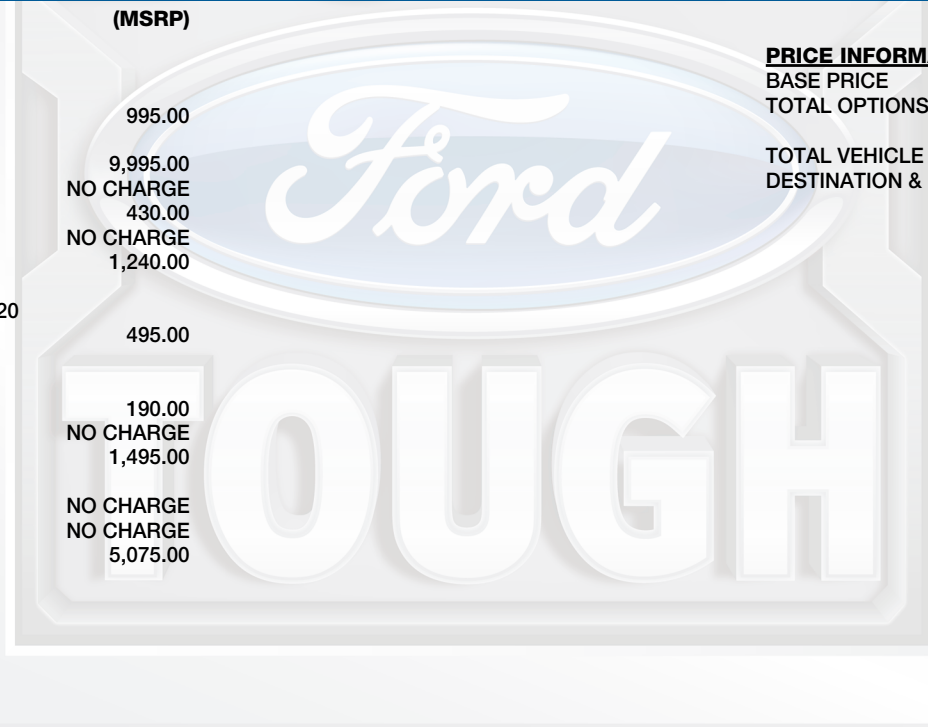 (MSRP)
995.00
9,995.00
NO CHARGE
430.00
NO CHARGE
1,240.00
20
495.00
190.00
NO CHARGE
1,495.00
NO CHARGE
NO CHARGE
5,075.00
PRICE INFORM
BASE PRICE
TOTAL OPTIONS
TOTAL VEHICLE
DESTINATION &
Ford
TOUGH